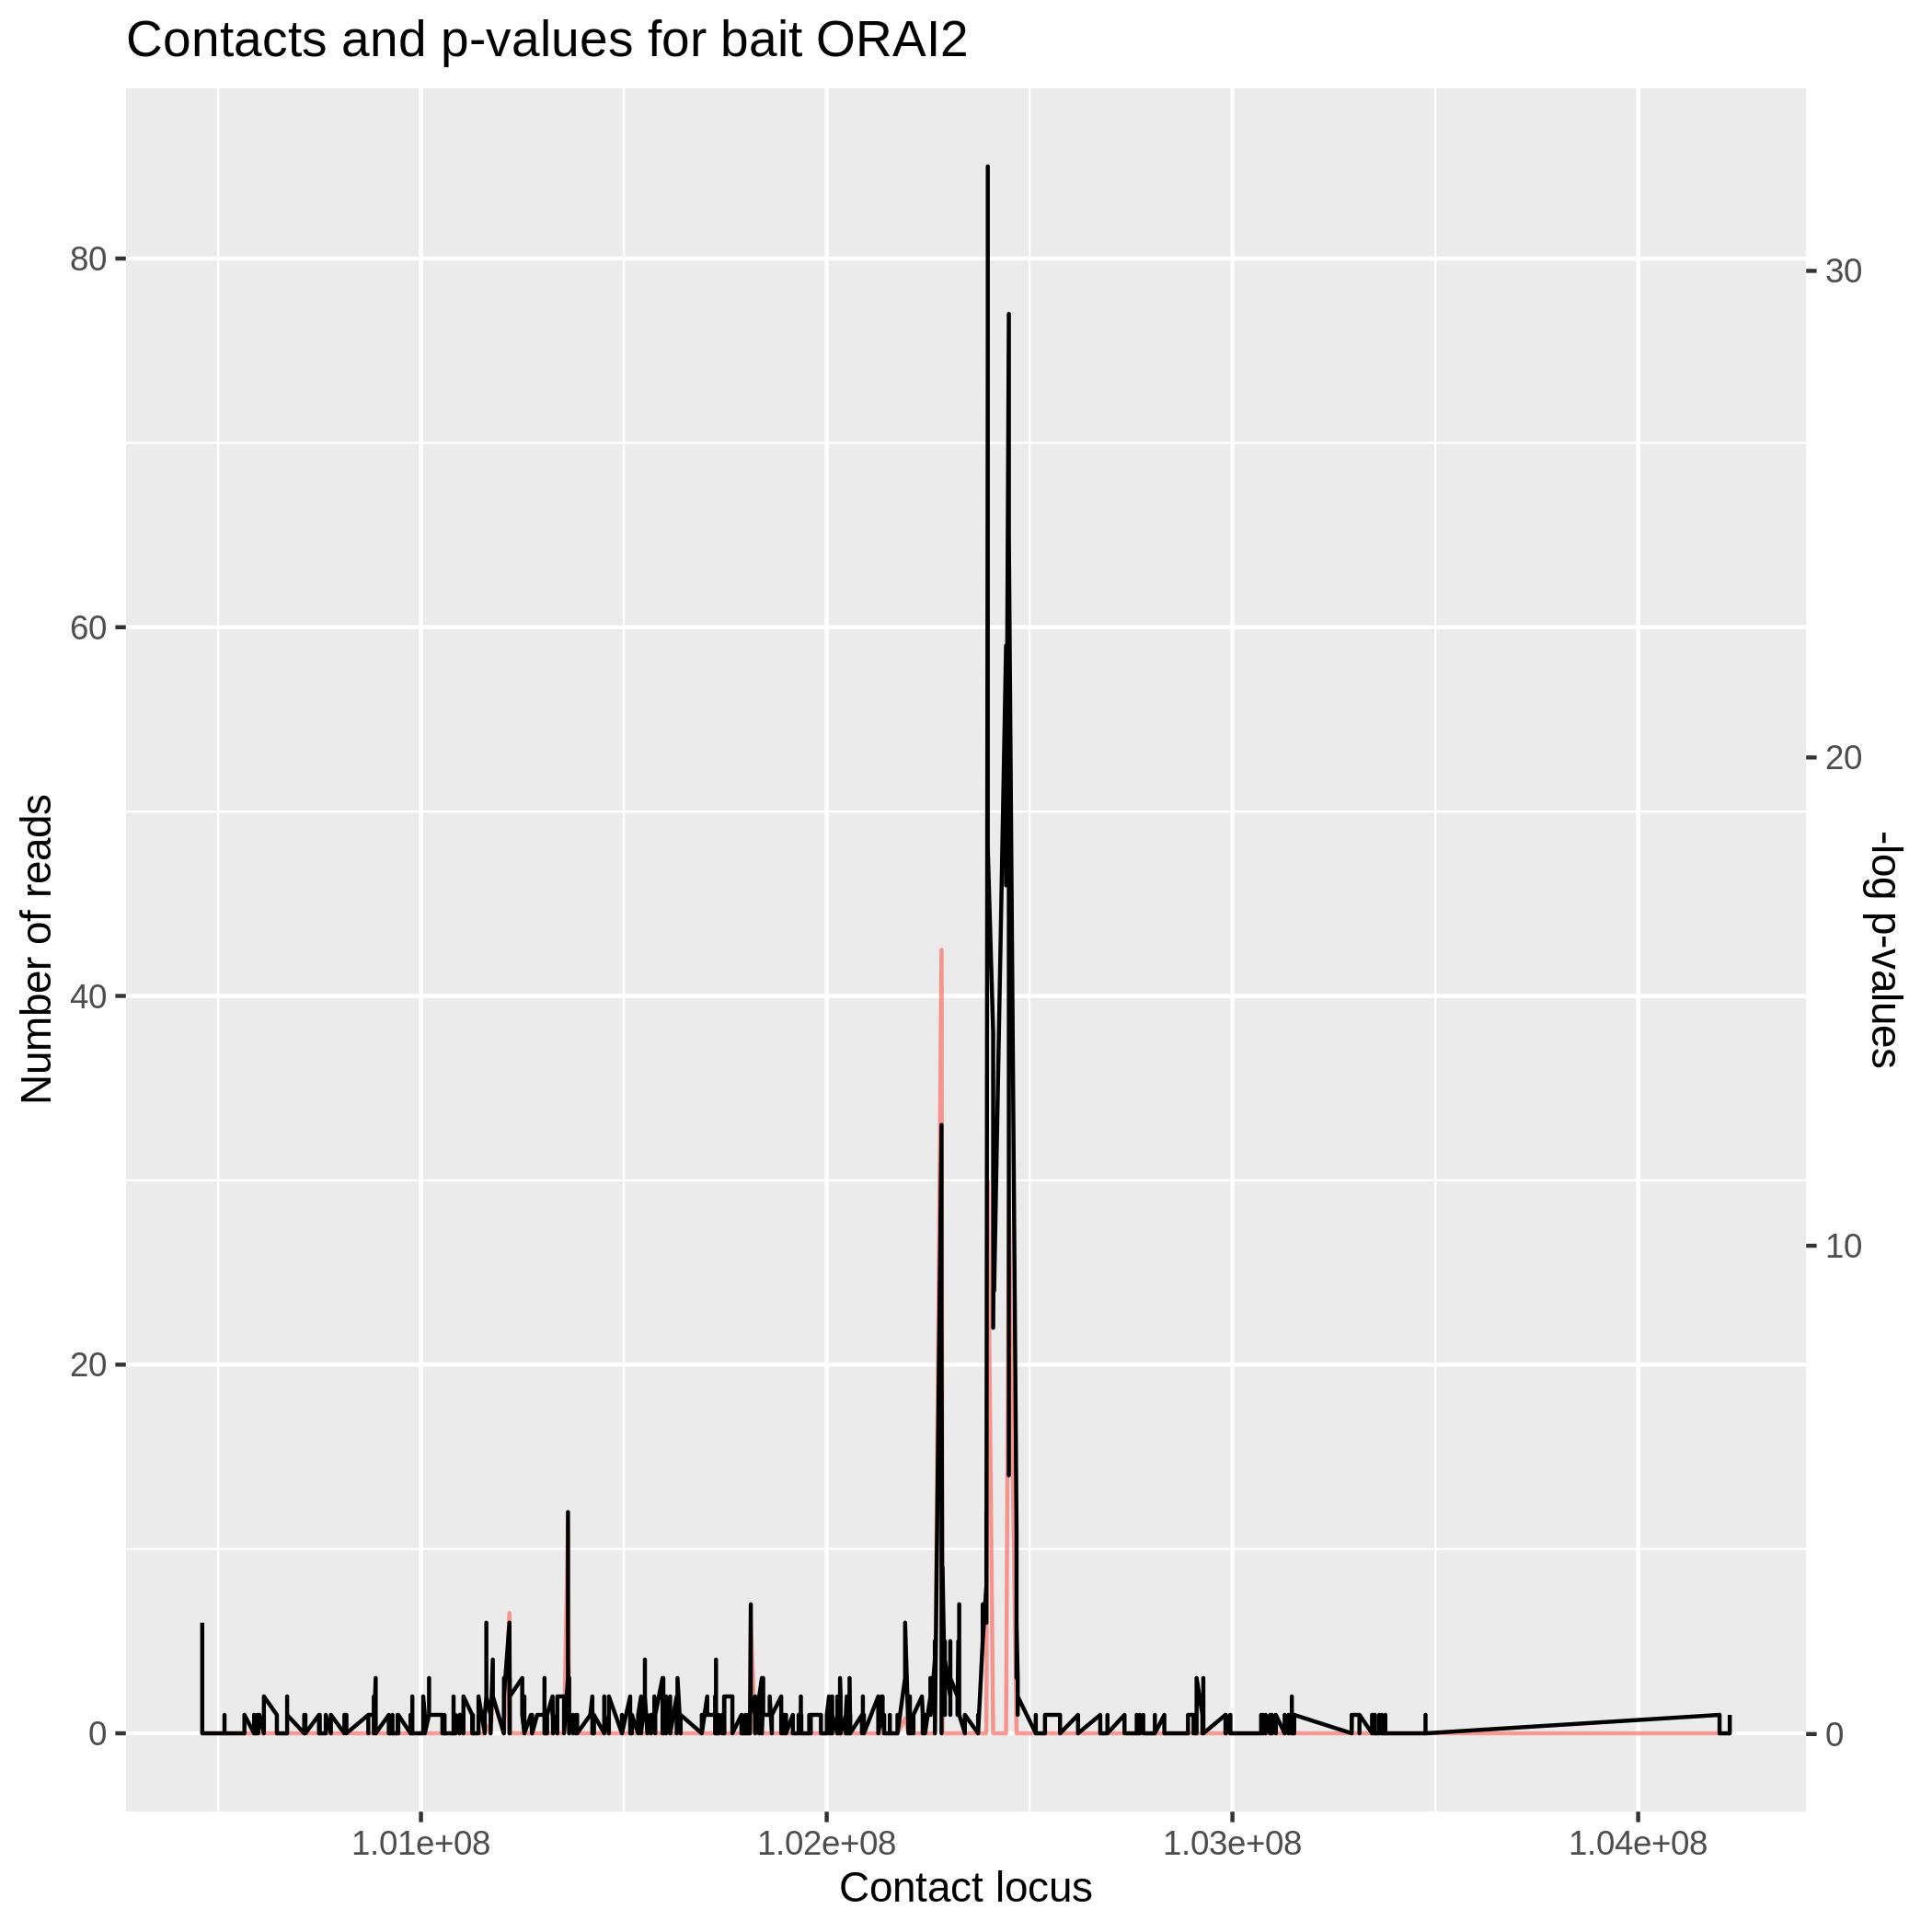 Contacts and p-values for bait ORAI2
80
60
40
20
0
Number of reads
30
20
10
0
-log p-values
1.01e+08
1.02e+08
1.03e+08
1.04e+08
Contact locus